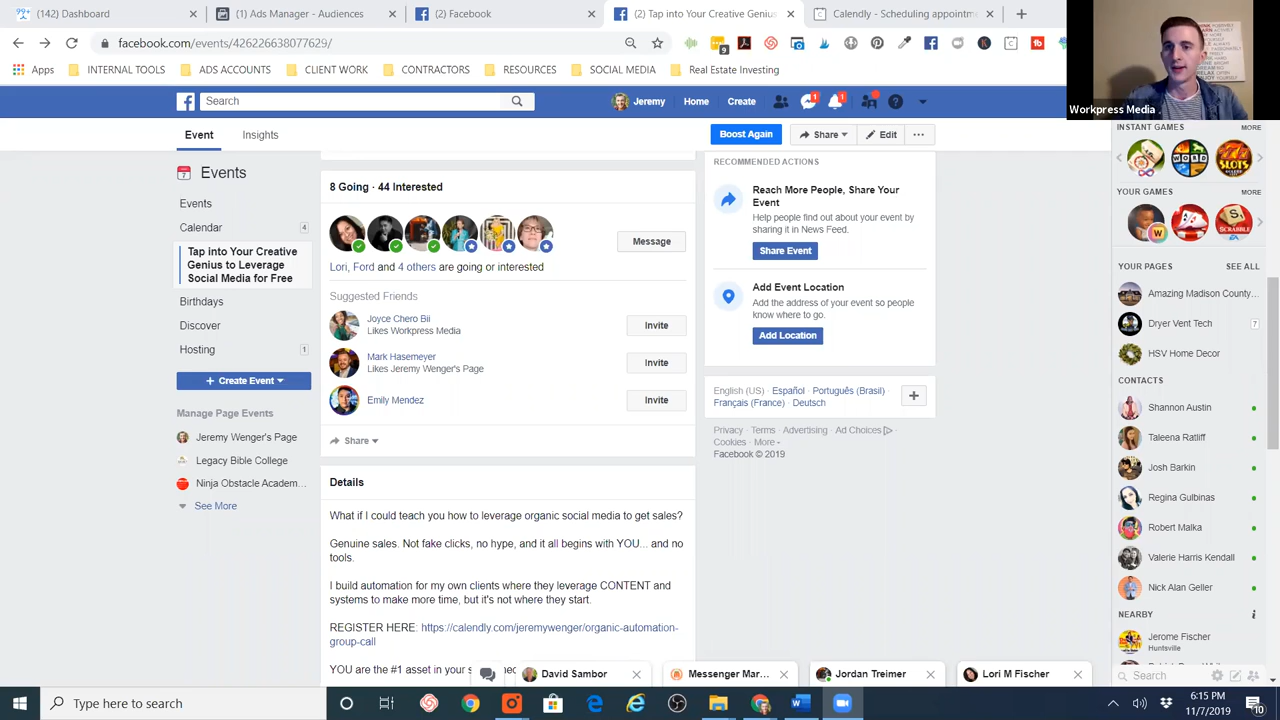 (142) Dashboard
(1) Ads Manager - Audiences
(2) Facebook
(2) Tap into Your Creative Genius
Calendly - Scheduling appointm
facebook.com/events/426226638077629/
9
Apps
INTERNAL TOOLS
ADS ACCOUNTS
SOCIAL MEDIA
Real Estate Investing
Workpress Media
Search
Jeremy
Home
Create
1
1
Event
Insights
Boost Again
Share
Edit
Events
Events
Calendar
4
Tap into Your Creative
Genius to Leverage
Social Media for Free
Birthdays
Discover
Hosting
1
+ Create Event
Manage Page Events
Jeremy Wenger's Page
Legacy Bible College
Ninja Obstacle Academ...
See More
8 Going · 44 Interested
Message
Lori, Ford and 4 others are going or interested
Suggested Friends
Joyce Chero Bii
Likes Workpress Media
Invite
Mark Hasemeyer
Likes Jeremy Wenger's Page
Invite
Emily Mendez
Invite
Share
Details
What if I could teach you how to leverage organic social media to get sales?
Genuine sales. Not fake clicks, no hype, and it all begins with YOU... and no
tools.
I build automation for my own clients where they leverage CONTENT and
systems to make more time, but it's not where they start.
REGISTER HERE: https://calendly.com/jeremywenger/organic-automation-
group-call
YOU are the #1 asset in your
RECOMMENDED ACTIONS
Reach More People, Share Your
Event
Help people find out about your event by
sharing it in News Feed.
Share Event
Add Event Location
Add the address of your event so people
know where to go.
Add Location
English (US) · Español · Português (Brasil) ·
Français (France) · Deutsch
Privacy · Terms · Advertising · Ad Choices ·
Cookies · More
Facebook © 2019
INSTANT GAMES
MORE
WORD
SLOTS
YOUR GAMES
MORE
W
SCRABBLE
YOUR PAGES
SEE ALL
Amazing Madison County...
Dryer Vent Tech
7
HSV Home Decor
CONTACTS
Shannon Austin
Taleena Ratliff
Josh Barkin
Regina Gulbinas
Robert Malka
Valerie Harris Kendall
Nick Alan Geller
NEARBY
Jerome Fischer
Huntsville
Search
David Sambor
Messenger Mar...
Jordan Treimer
Lori M Fischer
Type here to search
6:15 PM
11/7/2019
10